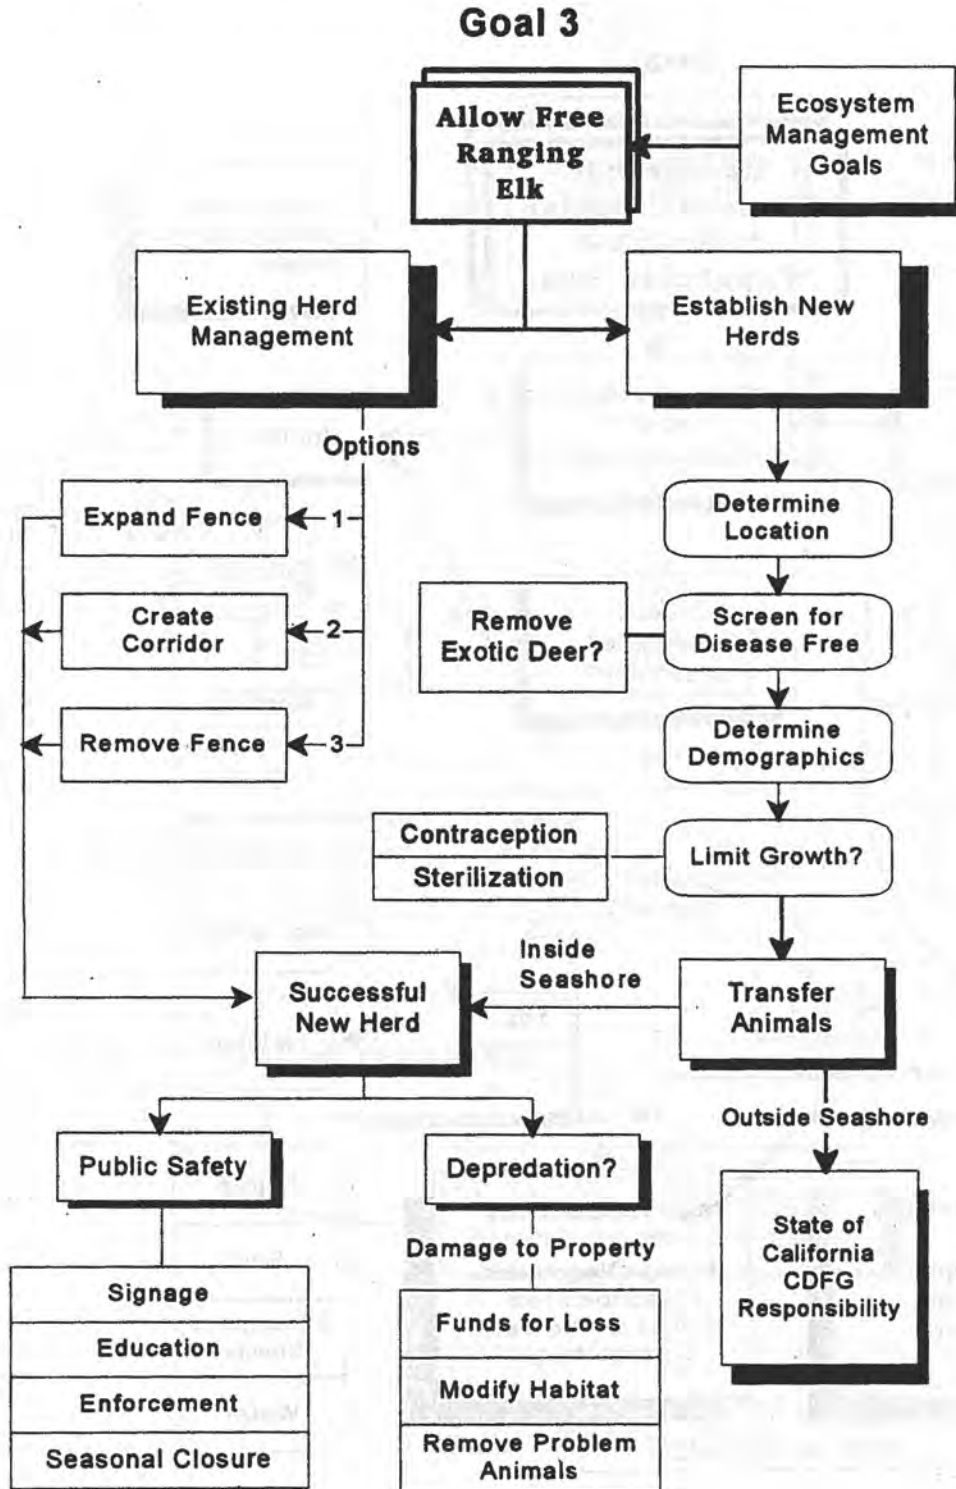 Goal 3
Allow Free
Ranging
Elk
Ecosystem
Management
Goals
Existing Herd
Management
Establish New
Herds
Options
Expand Fence
1
Create
Corridor
2
Remove Fence
3
Determine
Location
Remove
Exotic Deer?
Screen for
Disease Free
Determine
Demographics
Contraception
Sterilization
Limit Growth?
Successful
New Herd
Inside
Seashore
Transfer
Animals
Outside Seashore
Public Safety
Depredation?
State of
California
CDFG
Responsibility
Damage to Property
Signage
Education
Enforcement
Seasonal Closure
Funds for Loss
Modify Habitat
Remove Problem
Animals